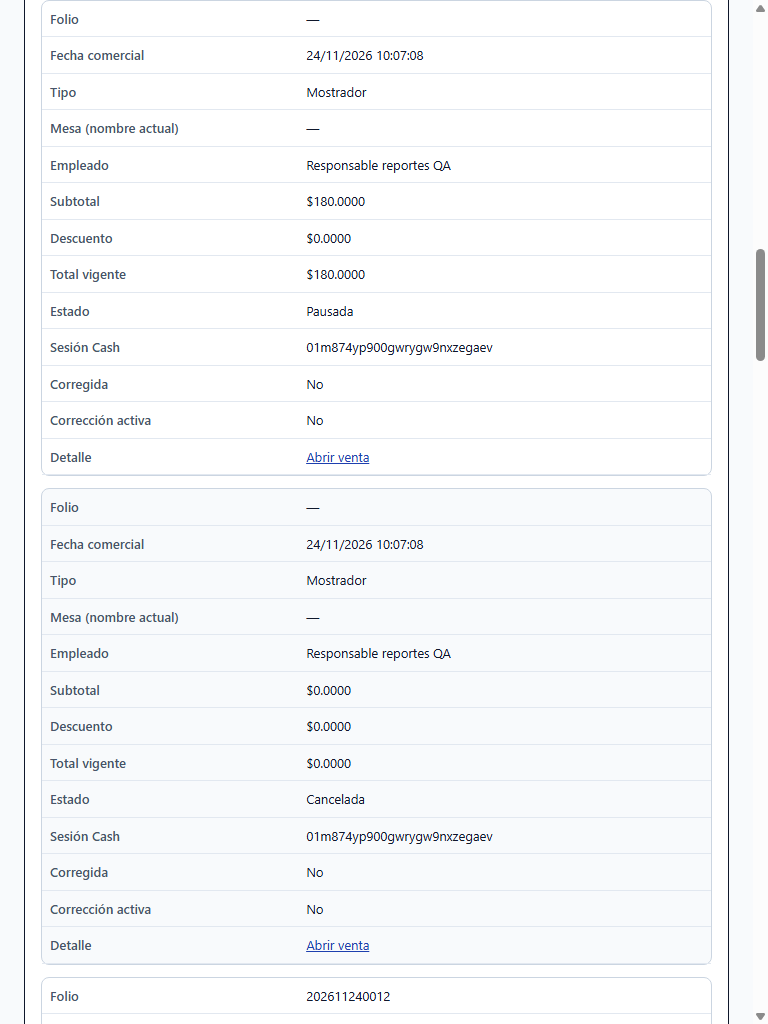 Folio —
Fecha comercial 24/11/2026 10:07:08
Tipo Mostrador
Mesa (nombre actual) —
Empleado Responsable reportes QA
Subtotal $180.0000
Descuento $0.0000
Total vigente $180.0000
Estado Pausada
Sesión Cash 01m874yp900gwrygw9nxzegaev
Corregida No
Corrección activa No
Detalle Abrir venta
Folio —
Fecha comercial 24/11/2026 10:07:08
Tipo Mostrador
Mesa (nombre actual) —
Empleado Responsable reportes QA
Subtotal $0.0000
Descuento $0.0000
Total vigente $0.0000
Estado Cancelada
Sesión Cash 01m874yp900gwrygw9nxzegaev
Corregida No
Corrección activa No
Detalle Abrir venta
Folio 202611240012